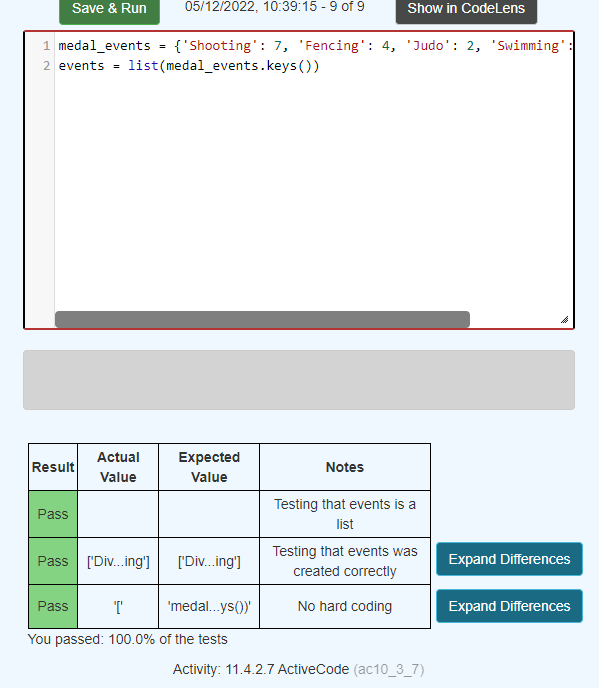 Save & Run 05/12/2022, 10:39:15 - 9 of 9 Show in CodeLens
1 medal_events = {'Shooting': 7, 'Fencing': 4, 'Judo': 2, 'Swimming':
2 events = list(medal_events.keys())
Result Actual Value Expected Value Notes
Pass Testing that events is a list
Pass ['Div...ing'] ['Div...ing'] Testing that events was created correctly Expand Differences
Pass '[' 'medal...ys())' No hard coding Expand Differences
You passed: 100.0% of the tests
Activity: 11.4.2.7 ActiveCode (ac10_3_7)